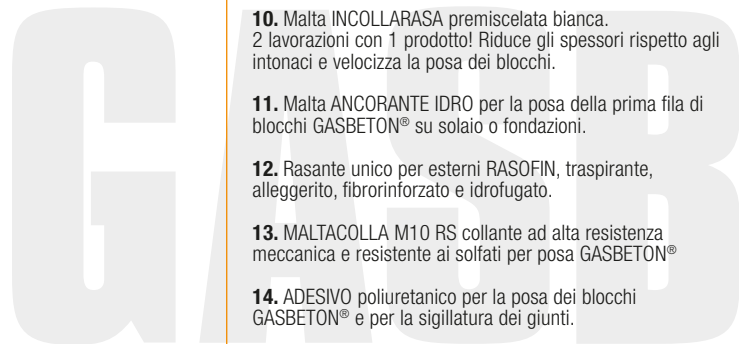 GASB
10. Malta INCOLLARASA premiscelata bianca.
2 lavorazioni con 1 prodotto! Riduce gli spessori rispetto agli
intonaci e velocizza la posa dei blocchi.
11. Malta ANCORANTE IDRO per la posa della prima fila di
blocchi GASBETON® su solaio o fondazioni.
12. Rasante unico per esterni RASOFIN, traspirante,
alleggerito, fibrorinforzato e idrofugato.
13. MALTACOLLA M10 RS collante ad alta resistenza
meccanica e resistente ai solfati per posa GASBETON®
14. ADESIVO poliuretanico per la posa dei blocchi
GASBETON® e per la sigillatura dei giunti.